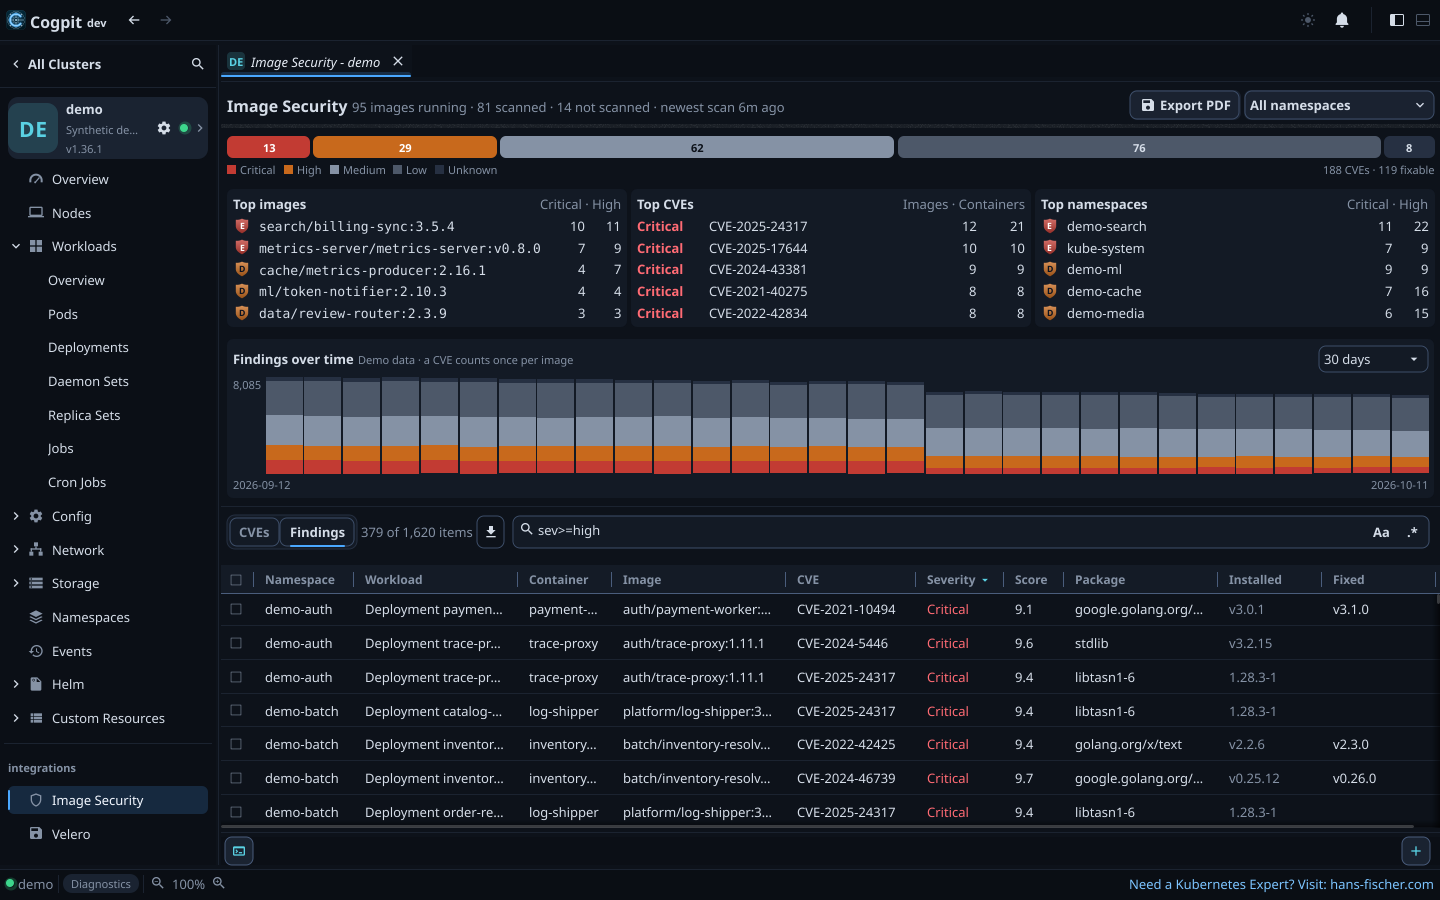 Cogpit dev
All Clusters
DE Image Security - demo
DE
demo
Synthetic de...
v1.36.1
Overview
Nodes
Workloads
Overview
Pods
Deployments
Daemon Sets
Replica Sets
Jobs
Cron Jobs
Config
Network
Storage
Namespaces
Events
Helm
Custom Resources
integrations
Image Security
Velero
Image Security 95 images running · 81 scanned · 14 not scanned · newest scan 6m ago
Export PDF
All namespaces
13 29 62 76 8
Critical High Medium Low Unknown
188 CVEs · 119 fixable
Top images Critical · High
E search/billing-sync:3.5.4 10 11
E metrics-server/metrics-server:v0.8.0 7 9
D cache/metrics-producer:2.16.1 4 7
D ml/token-notifier:2.10.3 4 4
D data/review-router:2.3.9 3 3
Top CVEs Images · Containers
Critical CVE-2025-24317 12 21
Critical CVE-2025-17644 10 10
Critical CVE-2024-43381 9 9
Critical CVE-2021-40275 8 8
Critical CVE-2022-42834 8 8
Top namespaces Critical · High
E demo-search 11 22
E kube-system 7 9
D demo-ml 9 9
D demo-cache 7 16
D demo-media 6 15
Findings over time Demo data · a CVE counts once per image
30 days
8,085
2026-09-12 2026-10-11
CVEs Findings 379 of 1,620 items
sev>=high
Aa .*
Namespace Workload Container Image CVE Severity Score Package Installed Fixed
demo-auth Deployment paymen... payment-... auth/payment-worker:... CVE-2021-10494 Critical 9.1 google.golang.org/... v3.0.1 v3.1.0
demo-auth Deployment trace-pr... trace-proxy auth/trace-proxy:1.11.1 CVE-2024-5446 Critical 9.6 stdlib v3.2.15
demo-auth Deployment trace-pr... trace-proxy auth/trace-proxy:1.11.1 CVE-2025-24317 Critical 9.4 libtasn1-6 1.28.3-1
demo-batch Deployment catalog-... log-shipper platform/log-shipper:3... CVE-2025-24317 Critical 9.4 libtasn1-6 1.28.3-1
demo-batch Deployment inventor... inventory... batch/inventory-resolv... CVE-2022-42425 Critical 9.4 golang.org/x/text v2.2.6 v2.3.0
demo-batch Deployment inventor... inventory... batch/inventory-resolv... CVE-2024-46739 Critical 9.7 google.golang.org/... v0.25.12 v0.26.0
demo-batch Deployment order-re... log-shipper platform/log-shipper:3... CVE-2025-24317 Critical 9.4 libtasn1-6 1.28.3-1
demo Diagnostics 100%
Need a Kubernetes Expert? Visit: hans-fischer.com